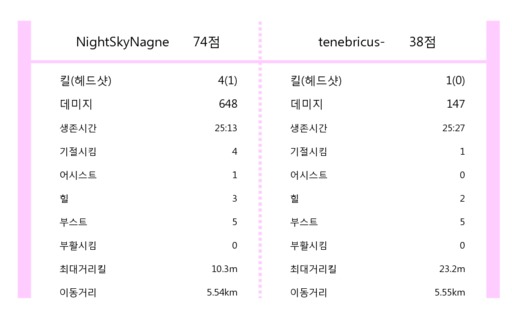 NightSkyNagne 74점
킬(헤드샷) 4(1)
데미지 648
생존시간 25:13
기절시킴 4
어시스트 1
힐 3
부스트 5
부활시킴 0
최대거리킬 10.3m
이동거리 5.54km
tenebricus- 38점
킬(헤드샷) 1(0)
데미지 147
생존시간 25:27
기절시킴 1
어시스트 0
힐 2
부스트 5
부활시킴 0
최대거리킬 23.2m
이동거리 5.55km